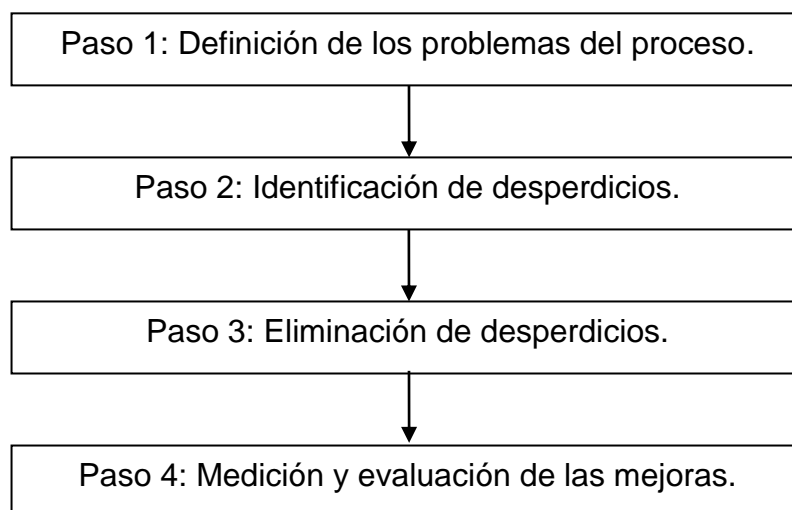 Paso 1: Definición de los problemas del proceso.
Paso 2: Identificación de desperdicios.
Paso 3: Eliminación de desperdicios.
Paso 4: Medición y evaluación de las mejoras.